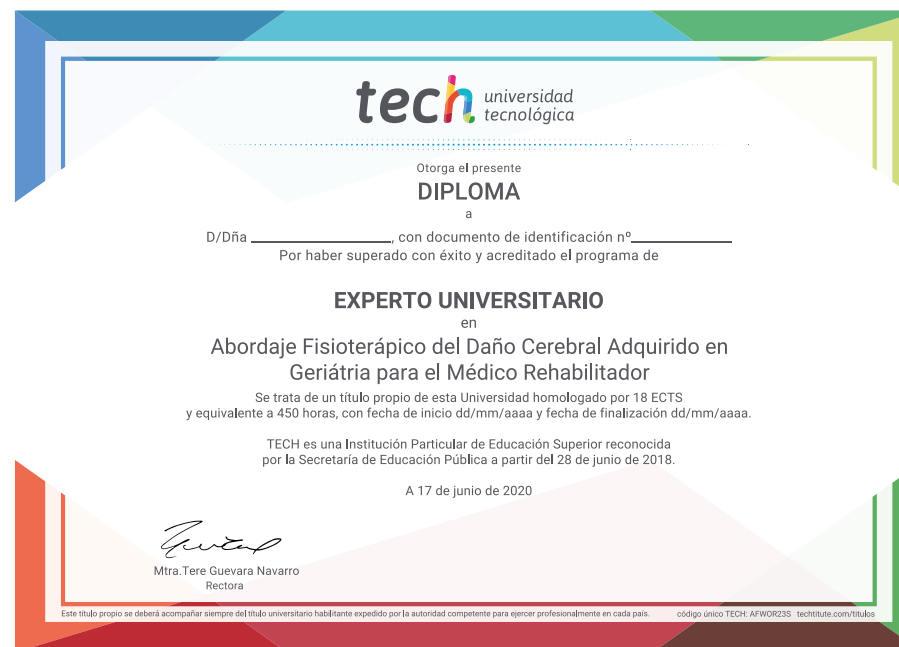 tech universidad
tecnológica
Otorga el presente
DIPLOMA
a
D/Dña ____________________, con documento de identificación nº______________
Por haber superado con éxito y acreditado el programa de
EXPERTO UNIVERSITARIO
en
Abordaje Fisioterápico del Daño Cerebral Adquirido en
Geriátria para el Médico Rehabilitador
Se trata de un título propio de esta Universidad homologado por 18 ECTS
y equivalente a 450 horas, con fecha de inicio dd/mm/aaaa y fecha de finalización dd/mm/aaaa.
TECH es una Institución Particular de Educación Superior reconocida
por la Secretaría de Educación Pública a partir del 28 de junio de 2018.
A 17 de junio de 2020
Mtra.Tere Guevara Navarro
Rectora
Este título propio se deberá acompañar siempre del título universitario habilitante expedido por la autoridad competente para ejercer profesionalmente en cada país. código único TECH: AFWOR23S techtitute.com/titulos